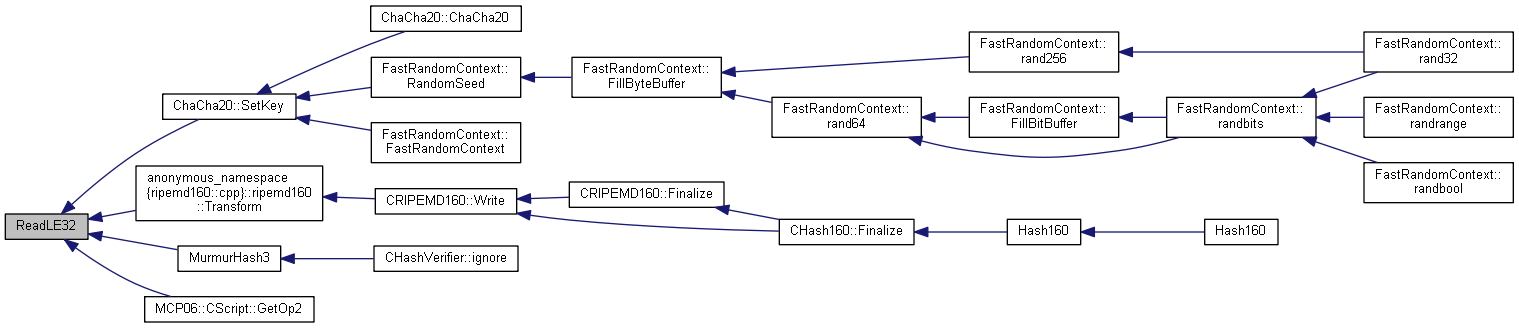 ChaCha20::ChaCha20
FastRandomContext::
RandomSeed
FastRandomContext::
FillByteBuffer
FastRandomContext::
rand256
FastRandomContext::
rand32
ChaCha20::SetKey
FastRandomContext::
FastRandomContext
FastRandomContext::
rand64
FastRandomContext::
FillBitBuffer
FastRandomContext::
randbits
FastRandomContext::
randrange
FastRandomContext::
randbool
anonymous_namespace
{ripemd160::cpp}::ripemd160
::Transform
CRIPEMD160::Write
CRIPEMD160::Finalize
CHash160::Finalize
Hash160
Hash160
ReadLE32
MurmurHash3
CHashVerifier::ignore
MCP06::CScript::GetOp2